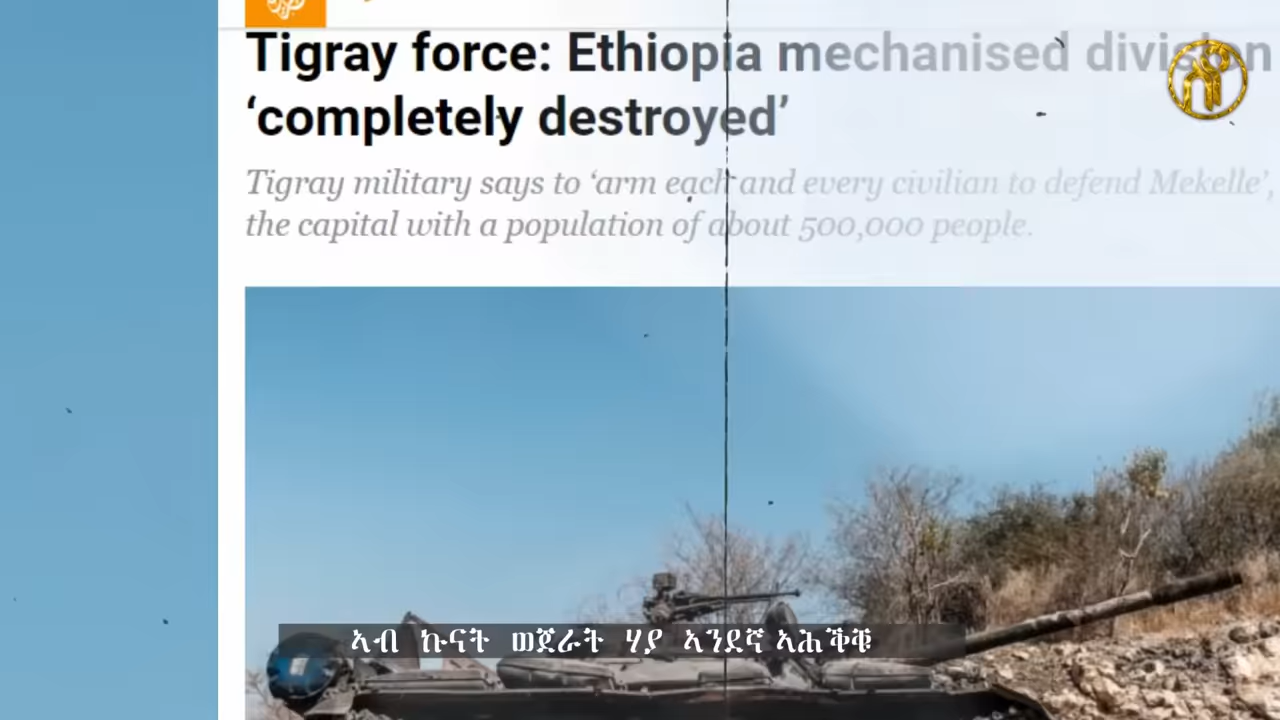 Tigray force: Ethiopia mechanised division
‘completely destroyed’
Tigray military says to ‘arm each and every civilian to defend Mekelle’,
the capital with a population of about 500,000 people.
ኣብ ኩናት ወጀራት ሃያ ኣንደኛ ኣሕሽቁ